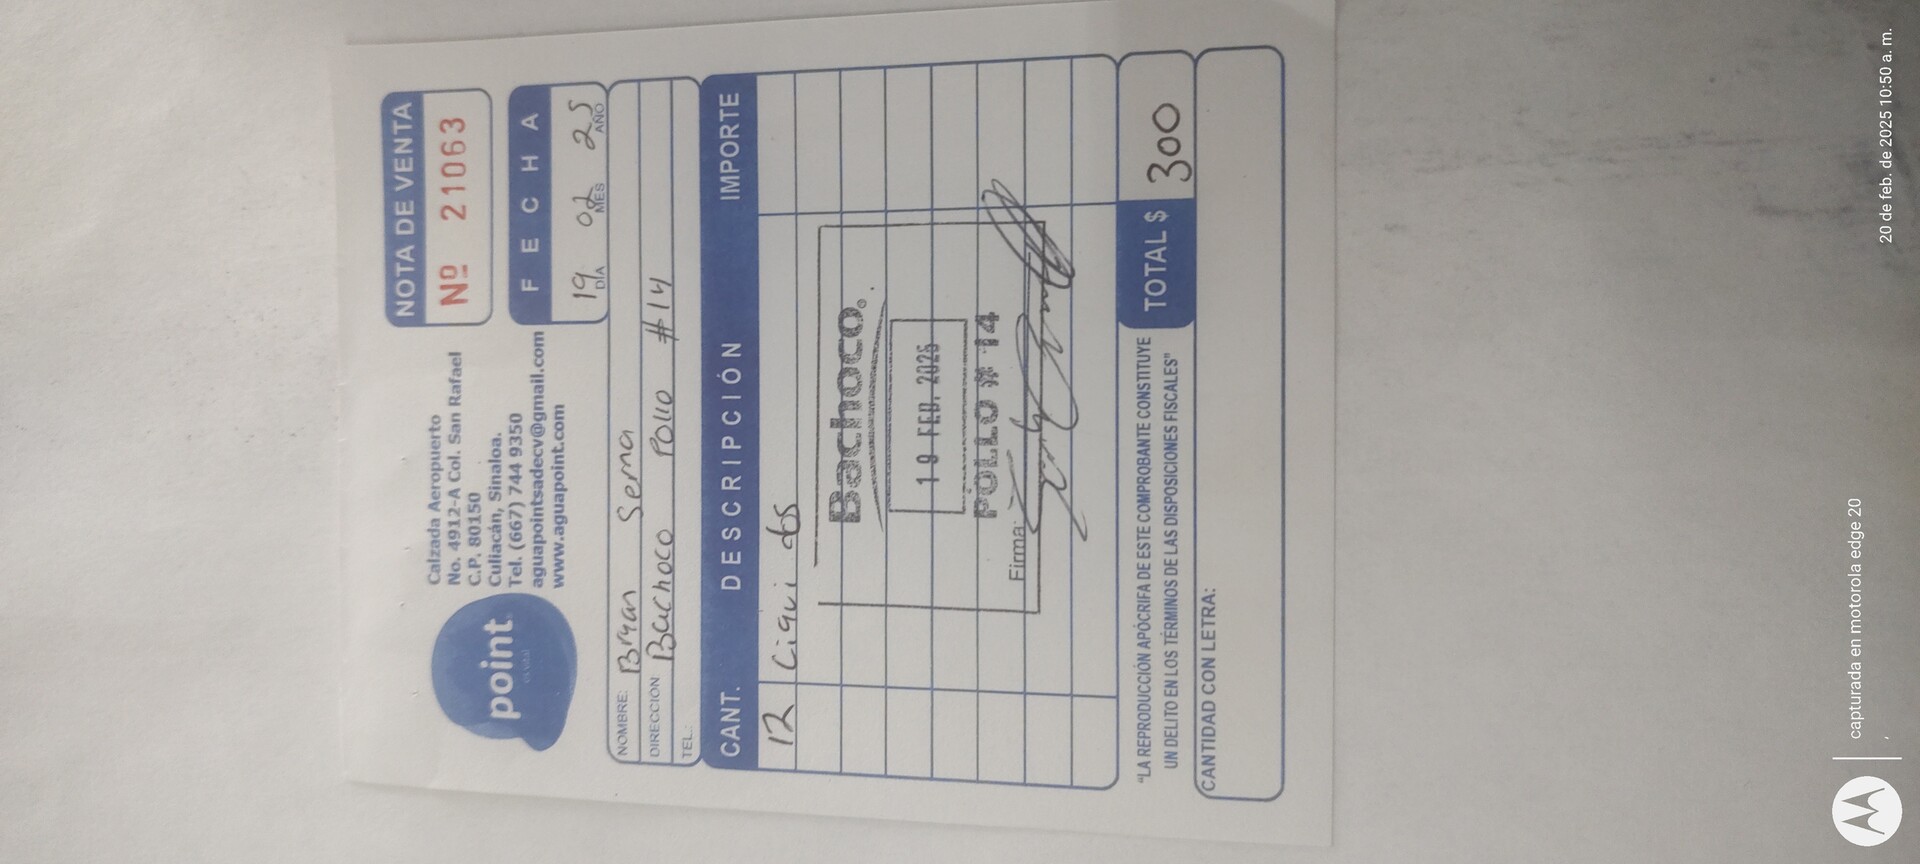 point
es vital
Calzada Aeropuerto
No. 4912-A Col. San Rafael
C.P. 80150
Culiacán, Sinaloa.
Tel. (667) 744 9350
aguapointsadecv@gmail.com
www.aguapoint.com
NOTA DE VENTA
Nº 21063
FECHA
19 02 25
DÍA MES AÑO
NOMBRE: Bryan Serna
DIRECCION: Bachoco Pollo #14
TEL.:
CANT. DESCRIPCIÓN IMPORTE
12 Liqui dos
Bachoco®
19 FEB. 2025
POLLO # 14
Firma:
"LA REPRODUCCIÓN APÓCRIFA DE ESTE COMPROBANTE CONSTITUYE
UN DELITO EN LOS TÉRMINOS DE LAS DISPOSICIONES FISCALES"
TOTAL $ 300
CANTIDAD CON LETRA:
capturada en motorola edge 20
20 de feb. de 2025 10:50 a. m.